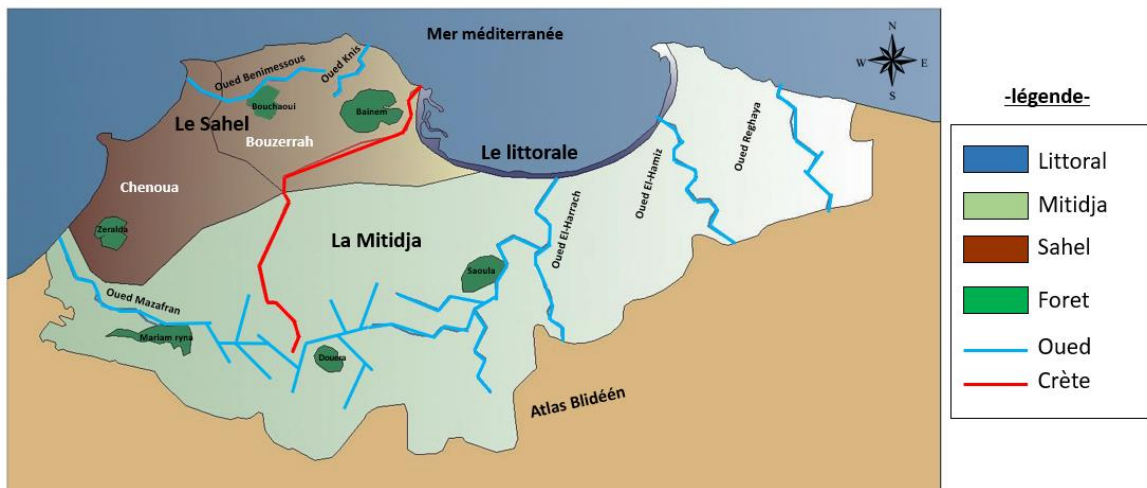 Mer méditerranée
N
W
E
S
Oued Knis
Oued Benimessous
Bouchaoui
Bainem
Le Sahel
Bouzerrah
Le littorale
Oued Reghaya
Oued El-Hamiz
Oued El-Harrach
Chenoua
Zeralda
La Mitidja
Saoula
Oued Mazafran
Mariam ryna
Douera
Atlas Blidéén
-légende-
Littoral
Mitidja
Sahel
Foret
Oued
Crète